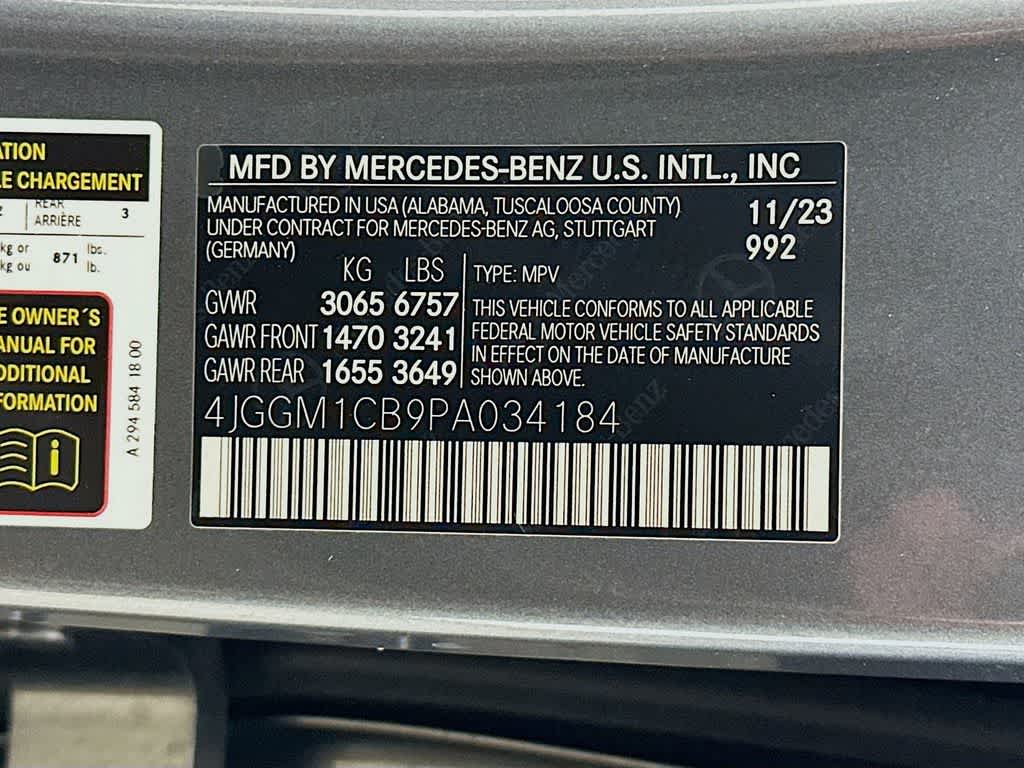 ATION
LE CHARGEMENT
REAR
ARRIÈRE
3
kg or
kg ou
871
lbs.
lb.
E OWNER´S
ANUAL FOR
DDITIONAL
FORMATION
i
A 294 584 18 00
MFD BY MERCEDES-BENZ U.S. INTL., INC
MANUFACTURED IN USA (ALABAMA, TUSCALOOSA COUNTY) 11/23
UNDER CONTRACT FOR MERCEDES-BENZ AG, STUTTGART 992
(GERMANY)
KG LBS
GVWR 3065 6757
GAWR FRONT 1470 3241
GAWR REAR 1655 3649
TYPE: MPV
THIS VEHICLE CONFORMS TO ALL APPLICABLE
FEDERAL MOTOR VEHICLE SAFETY STANDARDS
IN EFFECT ON THE DATE OF MANUFACTURE
SHOWN ABOVE.
4JGGM1CB9PA034184